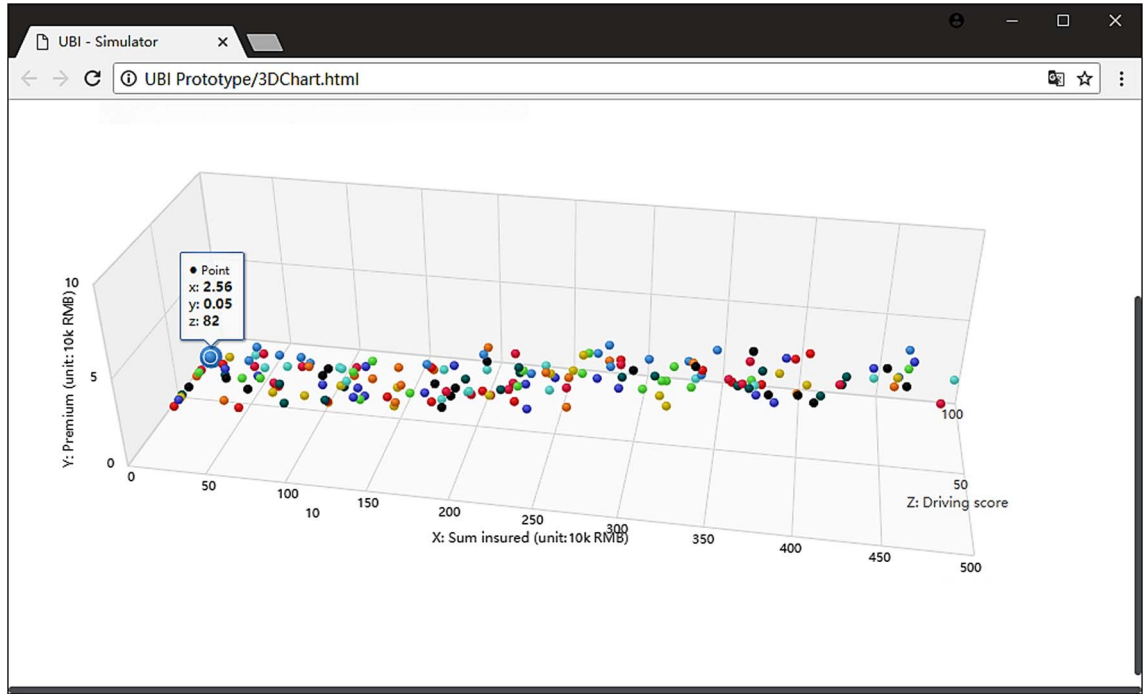 UBI - Simulator
UBI Prototype/3DChart.html
● Point
x: 2.56
y: 0.05
z: 82
10
5
0
Y: Premium (unit: 10k RMB)
0
50
100
10
150
200
250
300
350
400
450
500
X: Sum insured (unit:10k RMB)
100
50
Z: Driving score